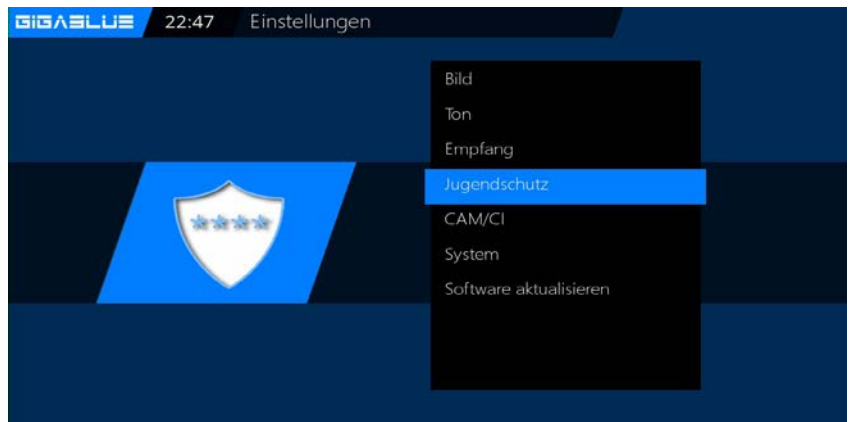 GIGABLUE 22:47 Einstellungen
Bild
Ton
Empfang
Jugendschutz
CAM/CI
System
Software aktualisieren